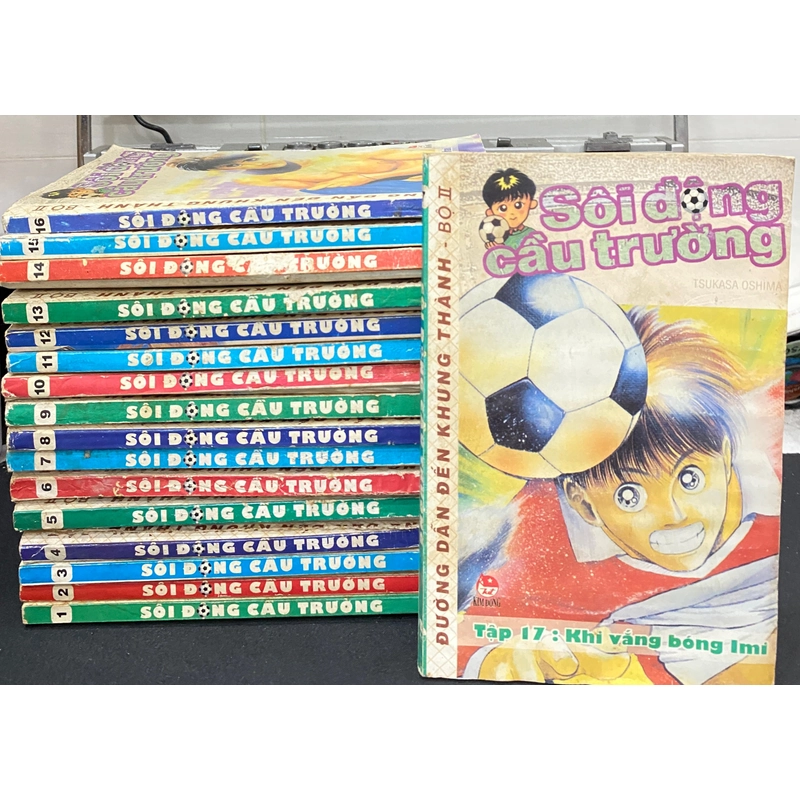 16 SÔI ĐỘNG CẦU TRƯỜNG
15 SÔI ĐỘNG CẦU TRƯỜNG
14 SÔI ĐỘNG CẦU TRƯỜNG
13 SÔI ĐỘNG CẦU TRƯỜNG
12 SÔI ĐỘNG CẦU TRƯỜNG
11 SÔI ĐỘNG CẦU TRƯỜNG
10 SÔI ĐỘNG CẦU TRƯỜNG
9 SÔI ĐỘNG CẦU TRƯỜNG
8 SÔI ĐỘNG CẦU TRƯỜNG
7 SÔI ĐỘNG CẦU TRƯỜNG
6 SÔI ĐỘNG CẦU TRƯỜNG
5 SÔI ĐỘNG CẦU TRƯỜNG
4 SÔI ĐỘNG CẦU TRƯỜNG
3 SÔI ĐỘNG CẦU TRƯỜNG
2 SÔI ĐỘNG CẦU TRƯỜNG
1 SÔI ĐỘNG CẦU TRƯỜNG
ĐƯỜNG DẪN ĐẾN KHUNG THÀNH - BỘ II
Sôi động
cầu trường
TSUKASA OSHIMA
17
KIM ĐỒNG
Tập 17 : Khi vắng bóng Imi